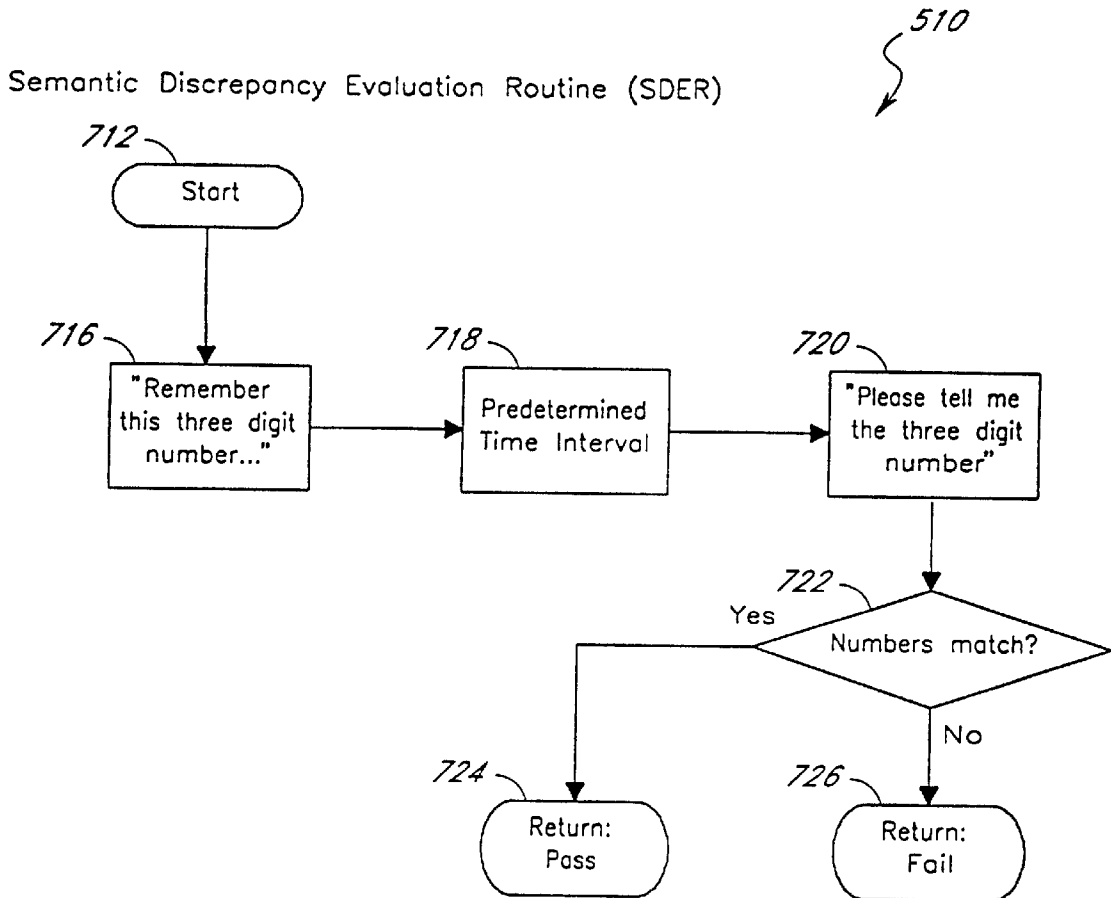 510
Semantic Discrepancy Evaluation Routine (SDER)
712
Start
716
"Remember
this three digit
number..."
718
Predetermined
Time Interval
720
"Please tell me
the three digit
number"
722
Numbers match?
Yes
No
724
Return:
Pass
726
Return:
Fail